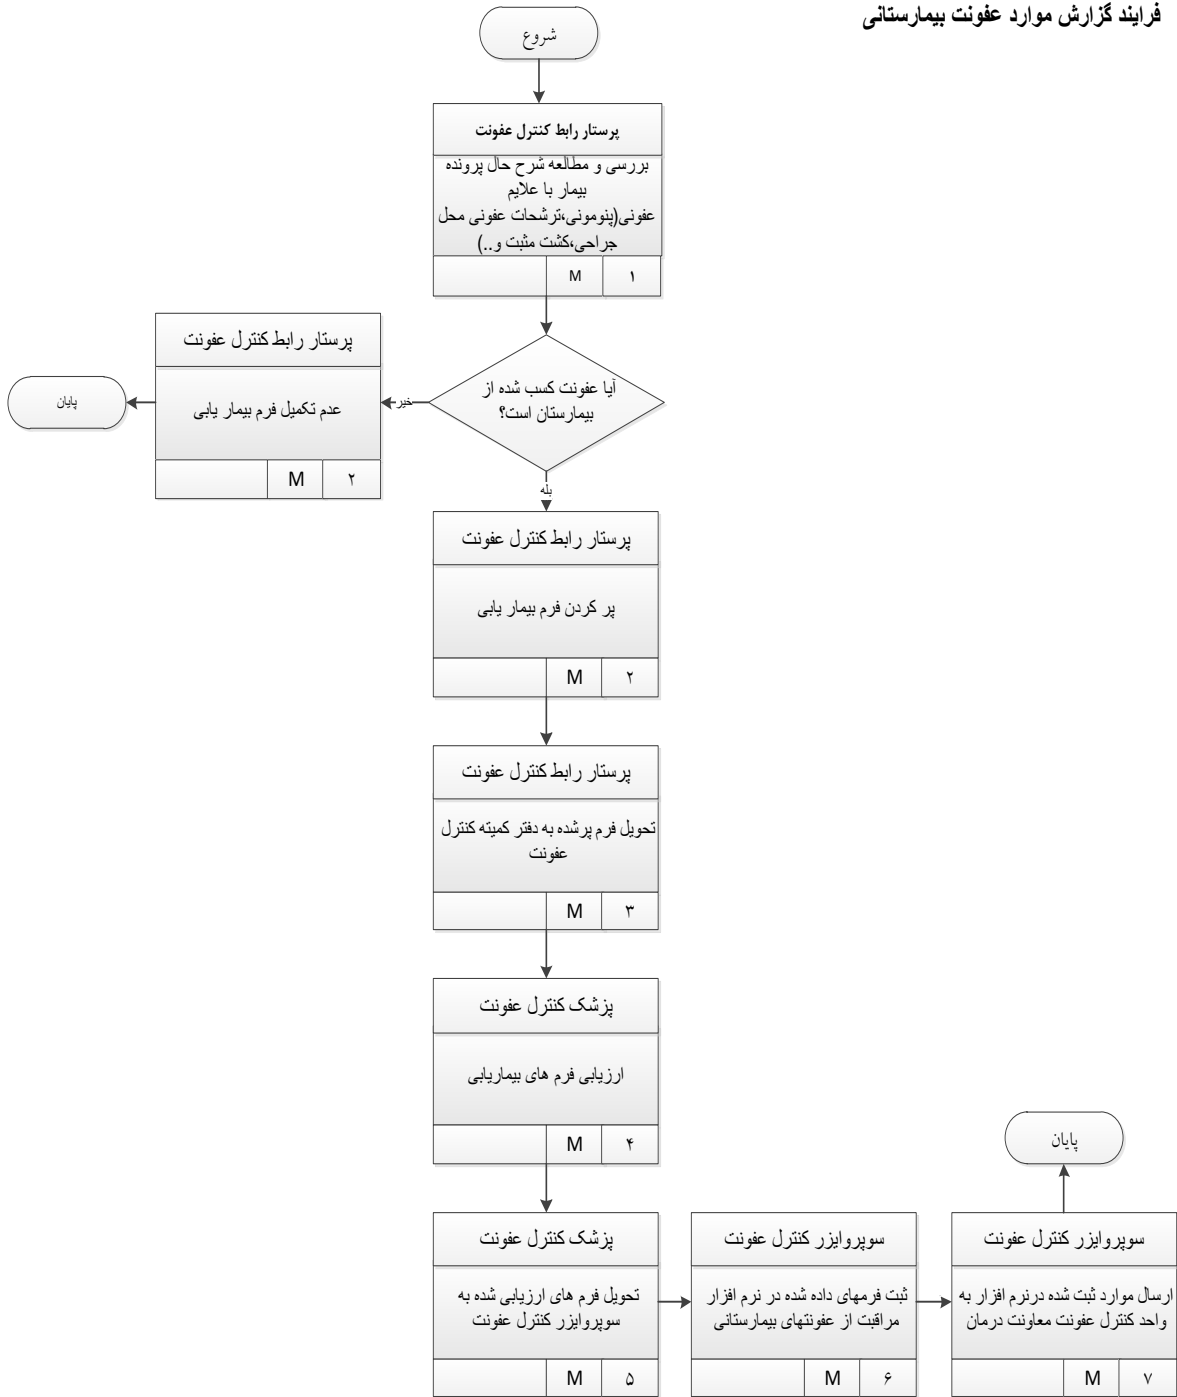 فرایند گزارش موارد عفونت بیمارستانی
شروع
پرستار رابط کنترل عفونت
بررسی و مطالعه شرح حال پرونده
بیمار با علایم
عفونی(پنومونی،ترشحات عفونی محل
جراحی،کشت مثبت و..)
۱ M
آیا عفونت کسب شده از
بیمارستان است؟
خیر
پرستار رابط کنترل عفونت
عدم تکمیل فرم بیمار یابی
۲ M
پایان
بله
پرستار رابط کنترل عفونت
پر کردن فرم بیمار یابی
۲ M
پرستار رابط کنترل عفونت
تحویل فرم پرشده به دفتر کمیته کنترل
عفونت
۳ M
پزشک کنترل عفونت
ارزیابی فرم های بیماریابی
۴ M
پزشک کنترل عفونت
تحویل فرم های ارزیابی شده به
سوپروایزر کنترل عفونت
۵ M
سوپروایزر کنترل عفونت
ثبت فرمهای داده شده در نرم افزار
مراقبت از عفونتهای بیمارستانی
۶ M
سوپروایزر کنترل عفونت
ارسال موارد ثبت شده درنرم افزار به
واحد کنترل عفونت معاونت درمان
۷ M
پایان